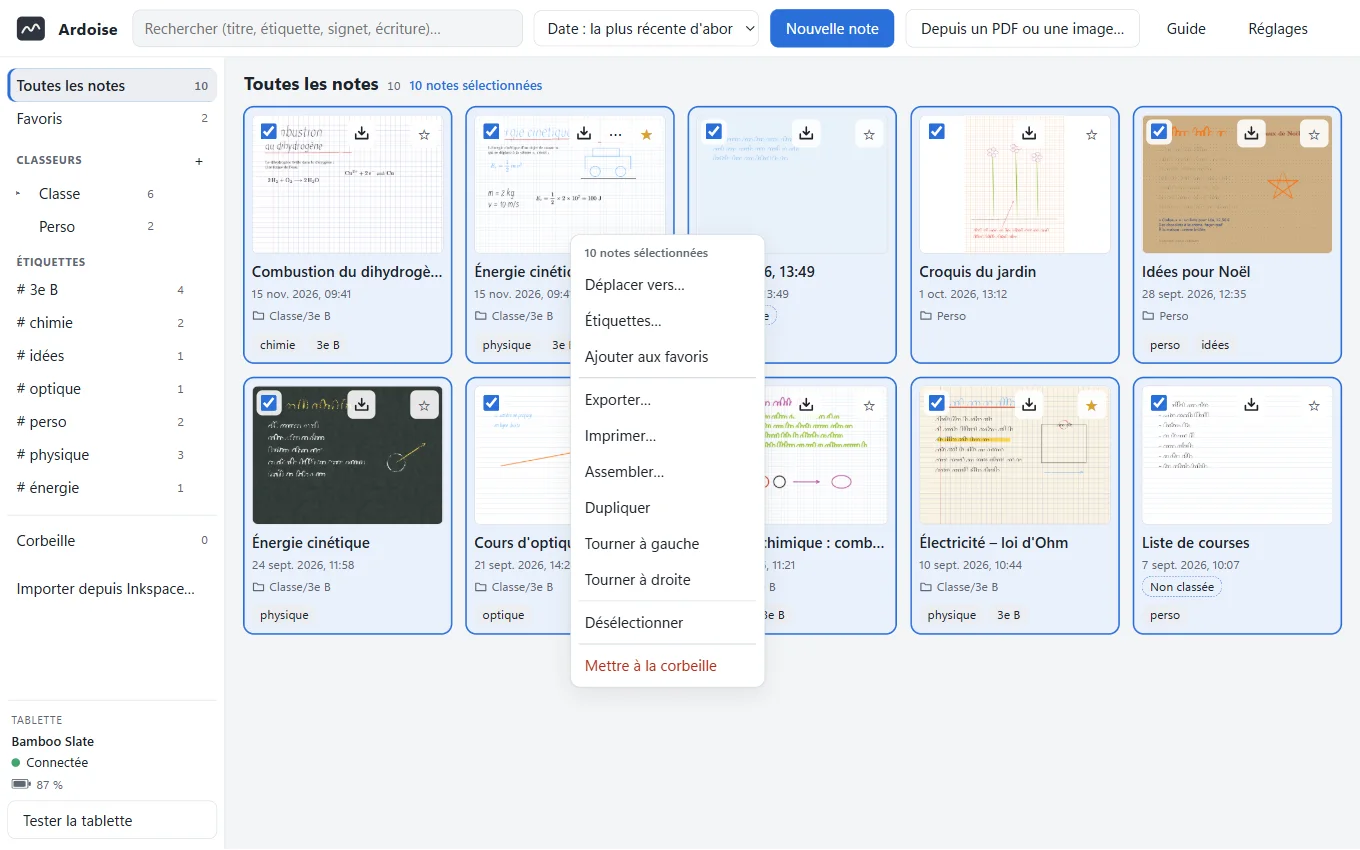 Ardoise
Rechercher (titre, étiquette, signet, écriture)...
Date : la plus récente d'abor
Nouvelle note
Depuis un PDF ou une image...
Guide
Réglages
Toutes les notes 10
Favoris 2
CLASSEURS +
Classe 6
Perso 2
ÉTIQUETTES
# 3e B 4
# chimie 2
# idées 1
# optique 1
# perso 2
# physique 3
# énergie 1
Corbeille 0
Importer depuis Inkspace...
TABLETTE
Bamboo Slate
Connectée
87 %
Tester la tablette
Toutes les notes 10 10 notes sélectionnées
au dihydrogène
Combustion du dihydrogè...
15 nov. 2026, 09:41
Classe/3e B
chimie 3e B
m = 2 kg
v = 10 m/s
Énergie cinétic
15 nov. 2026, 09:4
Classe/3e B
physique 3e
, 13:49
3:49
Croquis du jardin
1 oct. 2026, 13:12
Perso
Idées pour Noël
28 sept. 2026, 12:35
Perso
perso idées
Énergie cinétique
24 sept. 2026, 11:58
Classe/3e B
physique
Cours d'optiqu
21 sept. 2026, 14:2
Classe/3e B
optique
himique : comb...
, 11:21
B
3e B
Électricité – loi d'Ohm
10 sept. 2026, 10:44
Classe/3e B
physique 3e B
Liste de courses
7 sept. 2026, 10:07
Non classée
perso
10 notes sélectionnées
Déplacer vers...
Étiquettes...
Ajouter aux favoris
Exporter...
Imprimer...
Assembler...
Dupliquer
Tourner à gauche
Tourner à droite
Désélectionner
Mettre à la corbeille